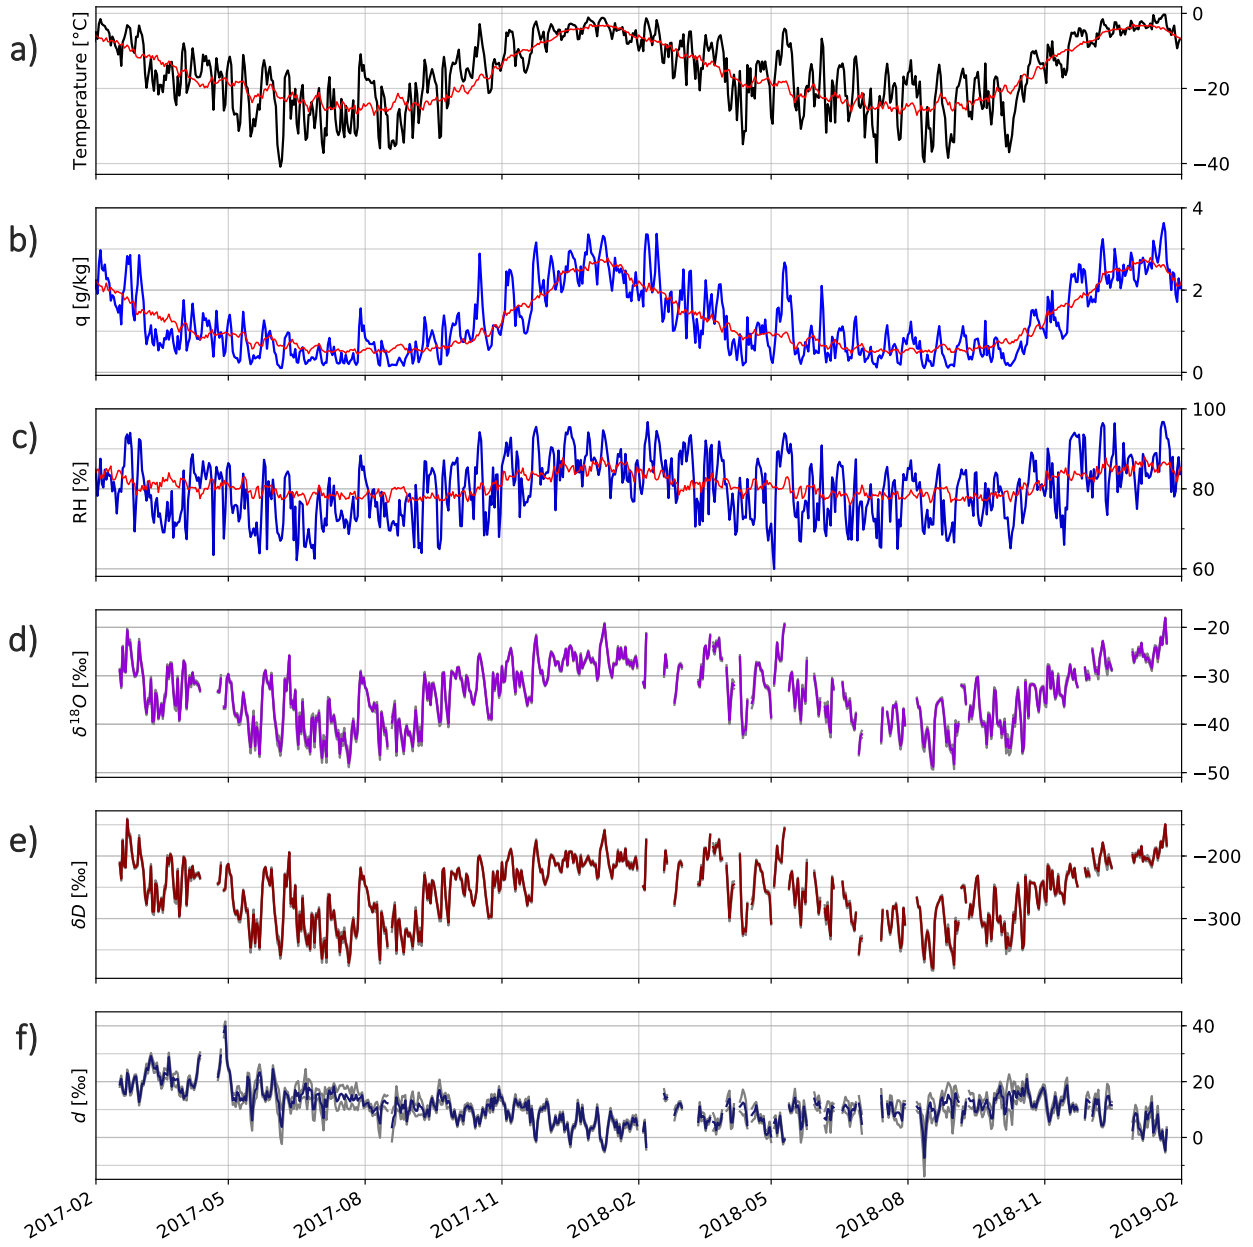 a)
Temperature [°C]
0
−20
−40
b)
q [g/kg]
4
2
0
c)
RH [%]
100
80
60
d)
δ¹⁸O [‰]
−20
−30
−40
−50
e)
δD [‰]
−200
−300
f)
d [‰]
40
20
0
2017-02
2017-05
2017-08
2017-11
2018-02
2018-05
2018-08
2018-11
2019-02